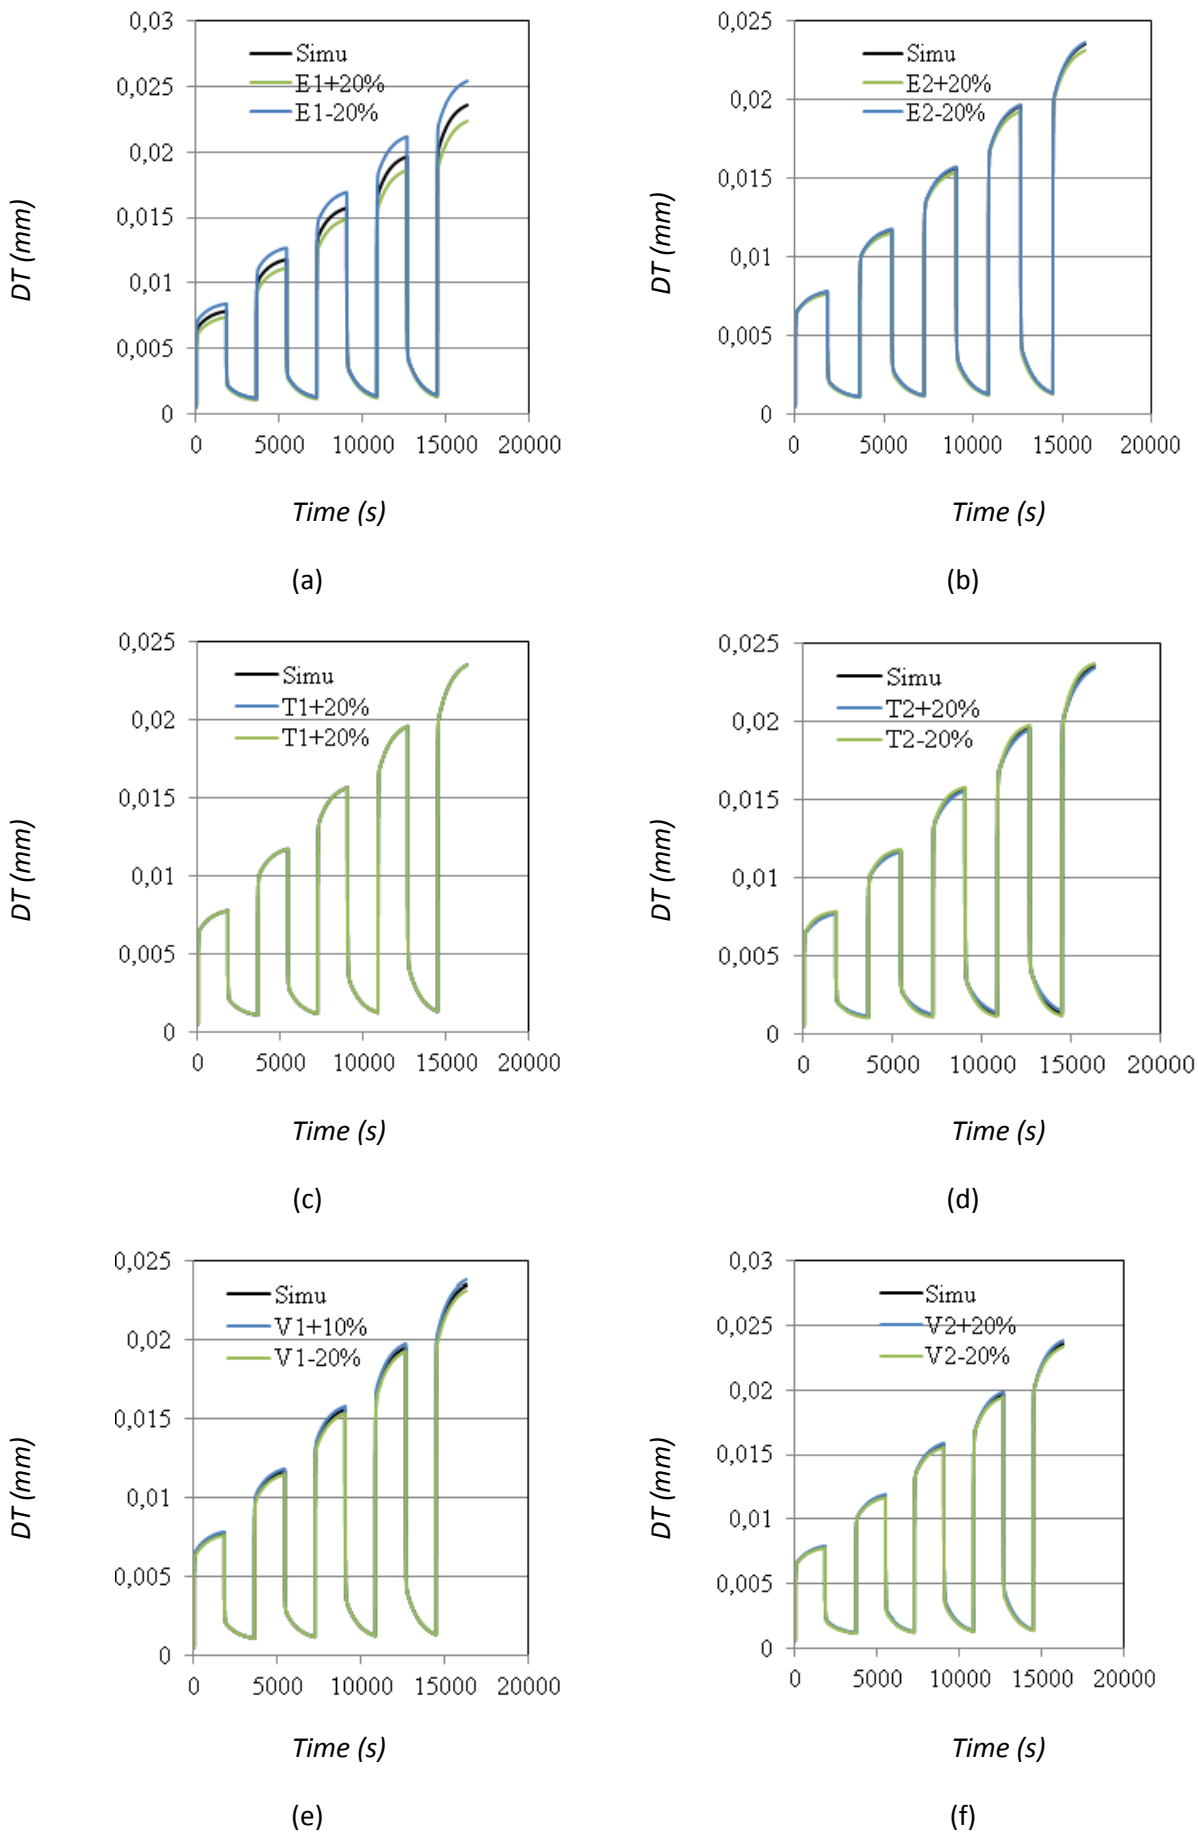 0,03
0,025
0,02
0,015
0,01
0,005
0
Simu
E1+20%
E1-20%
0 5000 10000 15000 20000
DT (mm)
Time (s)
(a)
0,025
0,02
0,015
0,01
0,005
0
Simu
E2+20%
E2-20%
0 5000 10000 15000 20000
DT (mm)
Time (s)
(b)
0,025
0,02
0,015
0,01
0,005
0
Simu
T1+20%
T1+20%
0 5000 10000 15000 20000
DT (mm)
Time (s)
(c)
0,025
0,02
0,015
0,01
0,005
0
Simu
T2+20%
T2-20%
0 5000 10000 15000 20000
DT (mm)
Time (s)
(d)
0,025
0,02
0,015
0,01
0,005
0
Simu
V1+10%
V1-20%
0 5000 10000 15000 20000
DT (mm)
Time (s)
(e)
0,03
0,025
0,02
0,015
0,01
0,005
0
Simu
V2+20%
V2-20%
0 5000 10000 15000 20000
DT (mm)
Time (s)
(f)